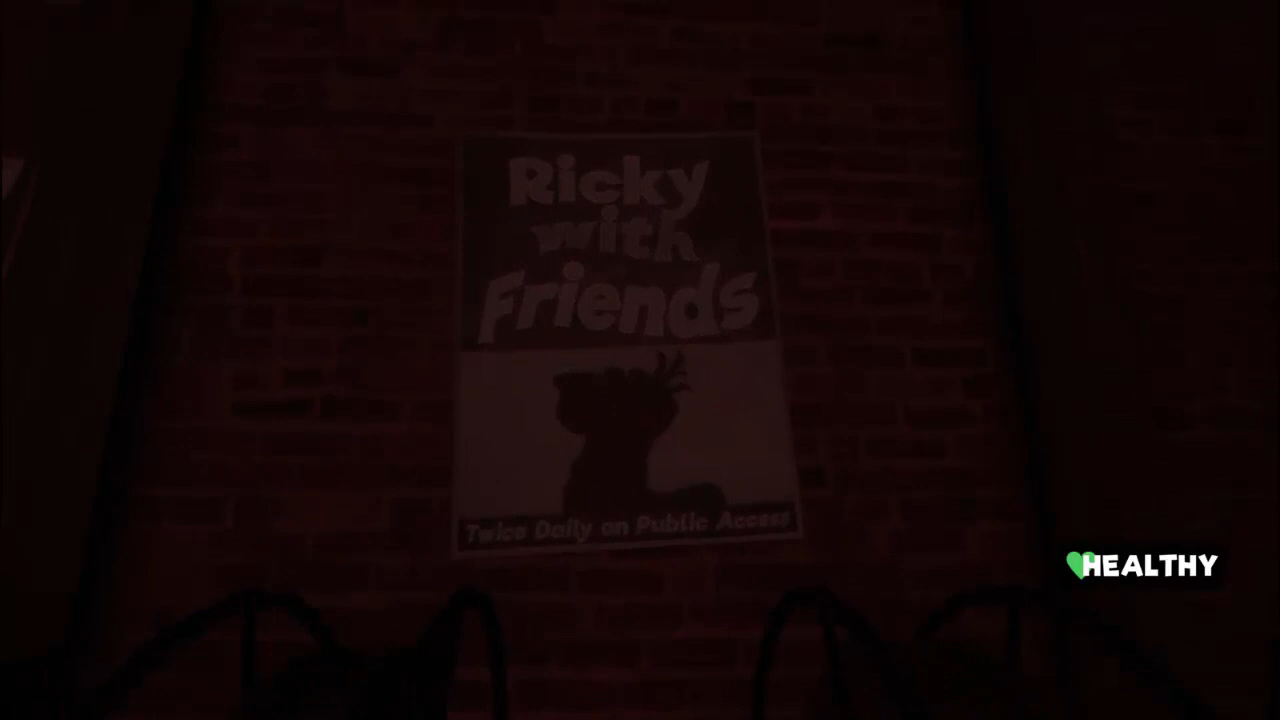 Ricky
with
Friends
Twice Daily on Public Access
HEALTHY